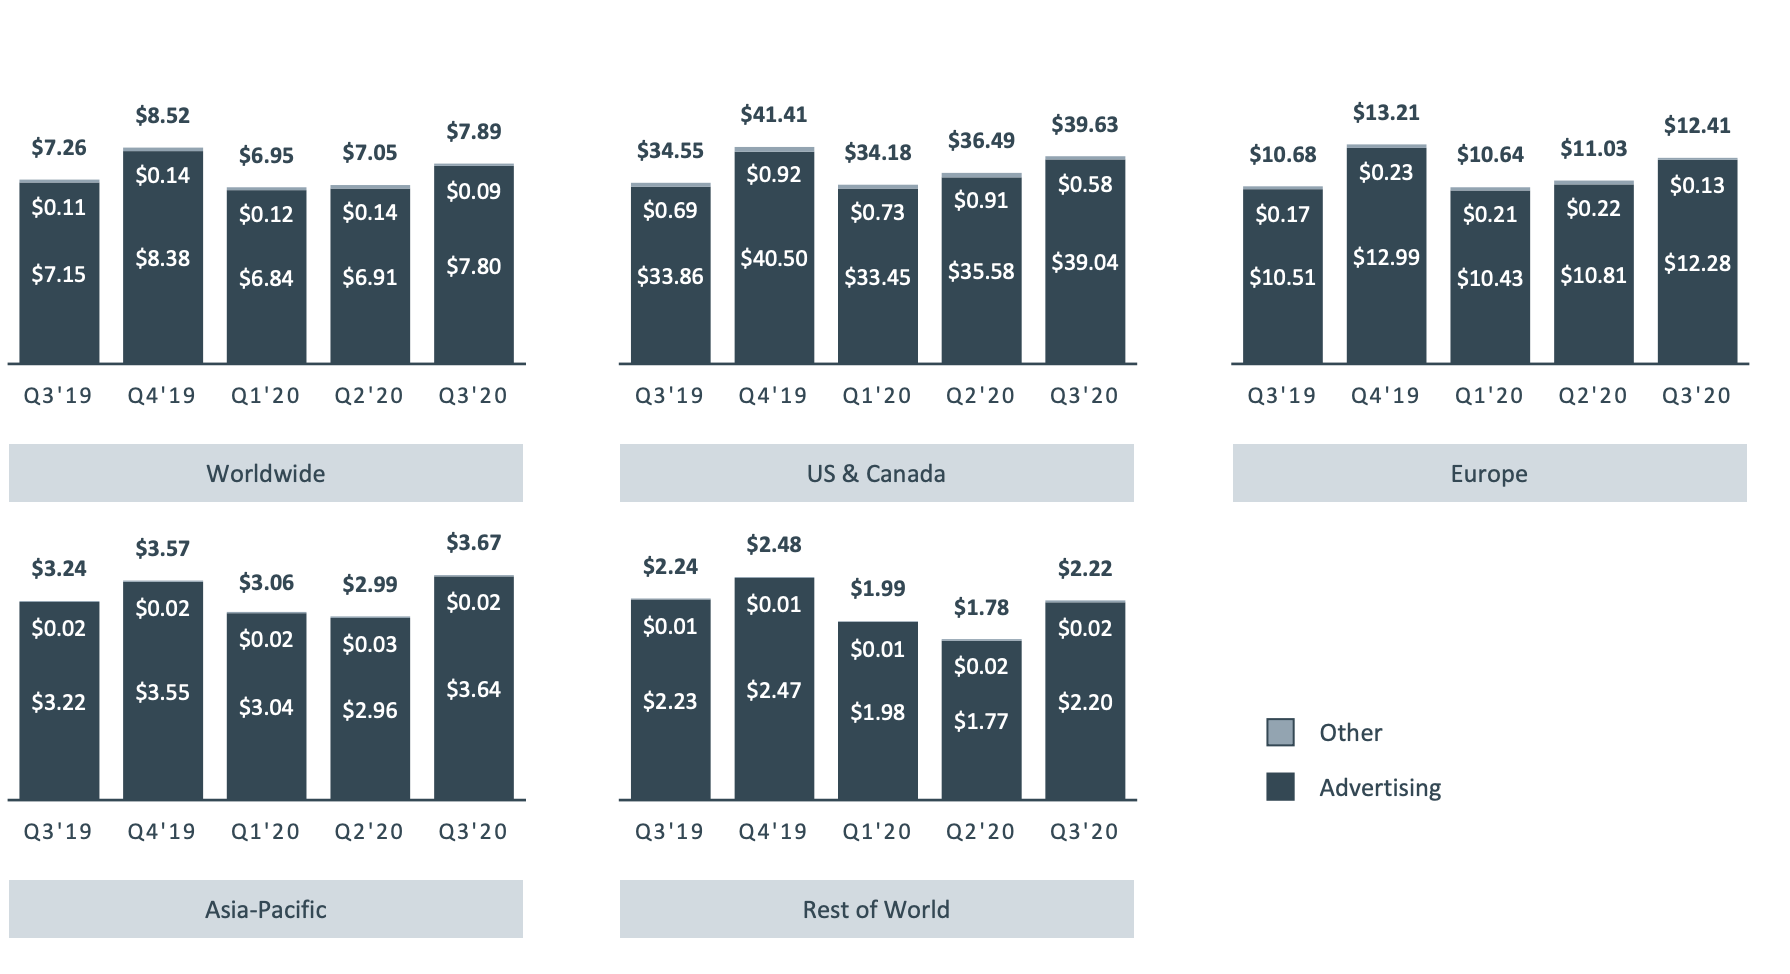 $7.26 $8.52 $6.95 $7.05 $7.89
$0.11 $0.14 $0.12 $0.14 $0.09
$7.15 $8.38 $6.84 $6.91 $7.80
Q3'19 Q4'19 Q1'20 Q2'20 Q3'20
Worldwide
$34.55 $41.41 $34.18 $36.49 $39.63
$0.69 $0.92 $0.73 $0.91 $0.58
$33.86 $40.50 $33.45 $35.58 $39.04
Q3'19 Q4'19 Q1'20 Q2'20 Q3'20
US & Canada
$10.68 $13.21 $10.64 $11.03 $12.41
$0.17 $0.23 $0.21 $0.22 $0.13
$10.51 $12.99 $10.43 $10.81 $12.28
Q3'19 Q4'19 Q1'20 Q2'20 Q3'20
Europe
$3.24 $3.57 $3.06 $2.99 $3.67
$0.02 $0.02 $0.02 $0.03 $0.02
$3.22 $3.55 $3.04 $2.96 $3.64
Q3'19 Q4'19 Q1'20 Q2'20 Q3'20
Asia-Pacific
$2.24 $2.48 $1.99 $1.78 $2.22
$0.01 $0.01 $0.01 $0.02 $0.02
$2.23 $2.47 $1.98 $1.77 $2.20
Q3'19 Q4'19 Q1'20 Q2'20 Q3'20
Rest of World
Other
Advertising